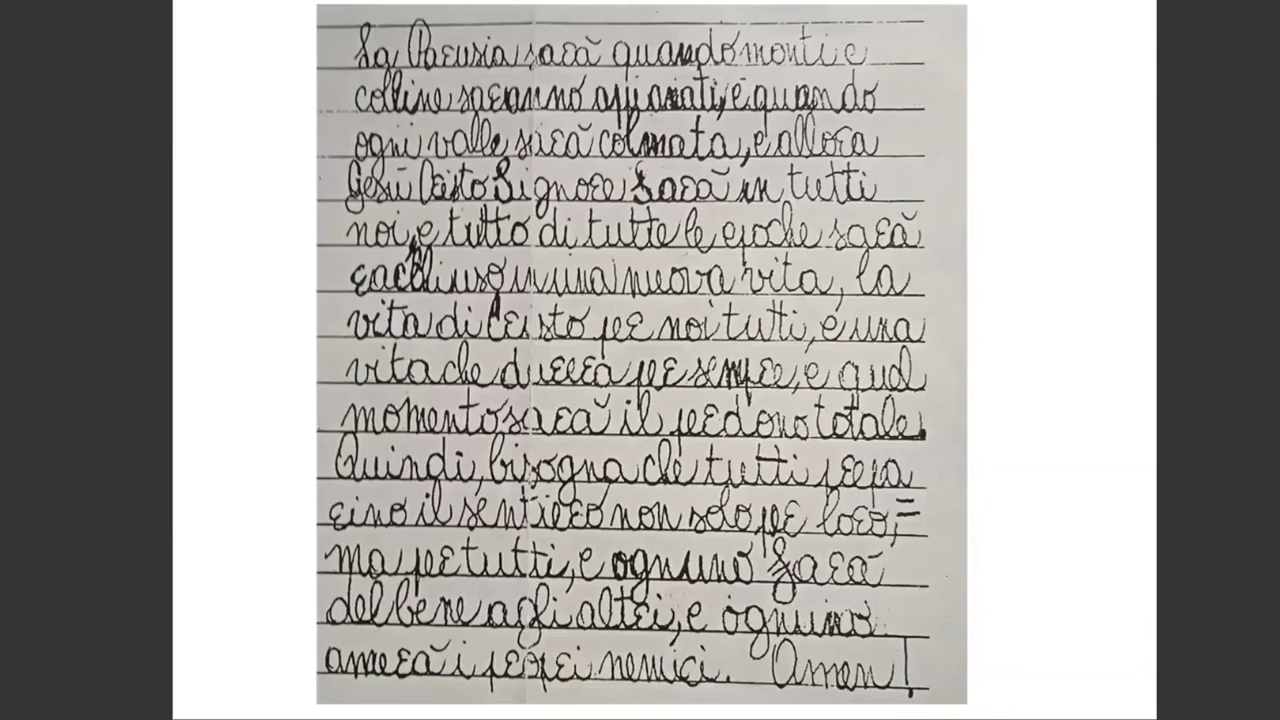 La Parusia sarà quando monti e
colline saranno appianati, e quando
ogni valle sarà colmata, e allora
Gesù Cristo Signore sarà in tutti
noi, e tutto di tutte le epoche sarà
racchiuso in una nuova vita, la
vita di Cristo per noi tutti, è una
vita che durerà per sempre, e quel
momento sarà il perdono totale.
Quindi, bisogna che tutti prepa
rino il sentiero non solo per loro, =
ma per tutti, e ognuno farà
del bene agli altri, e ognuno
amerà i propri nemici. Amen!